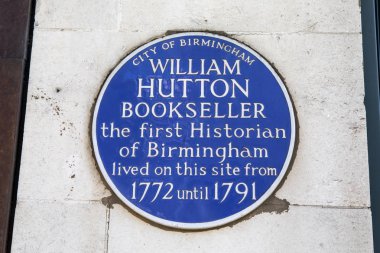 CITY OF BIRMINGHAM
WILLIAM
HUTTON
BOOKSELLER
the first Historian
of Birmingham
lived on this site from
1772 until 1791